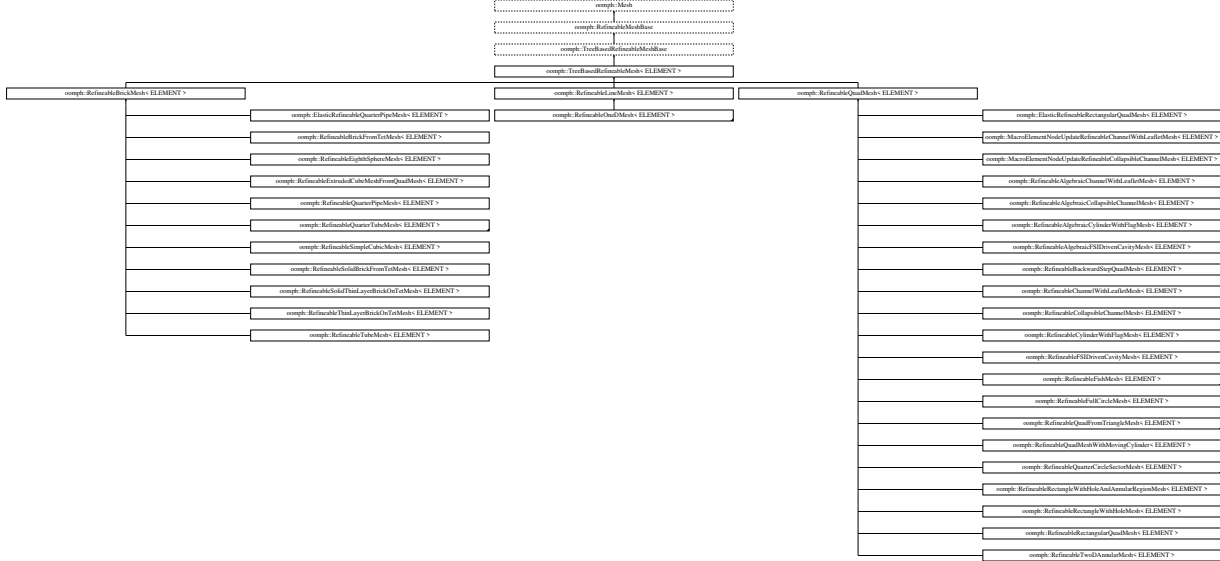 oomph::Mesh
oomph::RefineableMeshBase
oomph::TreeBasedRefineableMeshBase
oomph::TreeBasedRefineableMesh< ELEMENT >
oomph::RefineableBrickMesh< ELEMENT >
oomph::RefineableLineMesh< ELEMENT >
oomph::RefineableQuadMesh< ELEMENT >
oomph::ElasticRefineableQuarterPipeMesh< ELEMENT >
oomph::RefineableBrickFromTetMesh< ELEMENT >
oomph::RefineableEighthSphereMesh< ELEMENT >
oomph::RefineableExtrudedCubeMeshFromQuadMesh< ELEMENT >
oomph::RefineableQuarterPipeMesh< ELEMENT >
oomph::RefineableQuarterTubeMesh< ELEMENT >
oomph::RefineableSimpleCubicMesh< ELEMENT >
oomph::RefineableSolidBrickFromTetMesh< ELEMENT >
oomph::RefineableSolidThinLayerBrickOnTetMesh< ELEMENT >
oomph::RefineableThinLayerBrickOnTetMesh< ELEMENT >
oomph::RefineableTubeMesh< ELEMENT >
oomph::RefineableOneDMesh< ELEMENT >
oomph::ElasticRefineableRectangularQuadMesh< ELEMENT >
oomph::MacroElementNodeUpdateRefineableChannelWithLeafletMesh< ELEMENT >
oomph::MacroElementNodeUpdateRefineableCollapsibleChannelMesh< ELEMENT >
oomph::RefineableAlgebraicChannelWithLeafletMesh< ELEMENT >
oomph::RefineableAlgebraicCollapsibleChannelMesh< ELEMENT >
oomph::RefineableAlgebraicCylinderWithFlagMesh< ELEMENT >
oomph::RefineableAlgebraicFSIDrivenCavityMesh< ELEMENT >
oomph::RefineableBackwardStepQuadMesh< ELEMENT >
oomph::RefineableChannelWithLeafletMesh< ELEMENT >
oomph::RefineableCollapsibleChannelMesh< ELEMENT >
oomph::RefineableCylinderWithFlagMesh< ELEMENT >
oomph::RefineableFSIDrivenCavityMesh< ELEMENT >
oomph::RefineableFishMesh< ELEMENT >
oomph::RefineableFullCircleMesh< ELEMENT >
oomph::RefineableQuadFromTriangleMesh< ELEMENT >
oomph::RefineableQuadMeshWithMovingCylinder< ELEMENT >
oomph::RefineableQuarterCircleSectorMesh< ELEMENT >
oomph::RefineableRectangleWithHoleAndAnnularRegionMesh< ELEMENT >
oomph::RefineableRectangleWithHoleMesh< ELEMENT >
oomph::RefineableRectangularQuadMesh< ELEMENT >
oomph::RefineableTwoDAnnularMesh< ELEMENT >